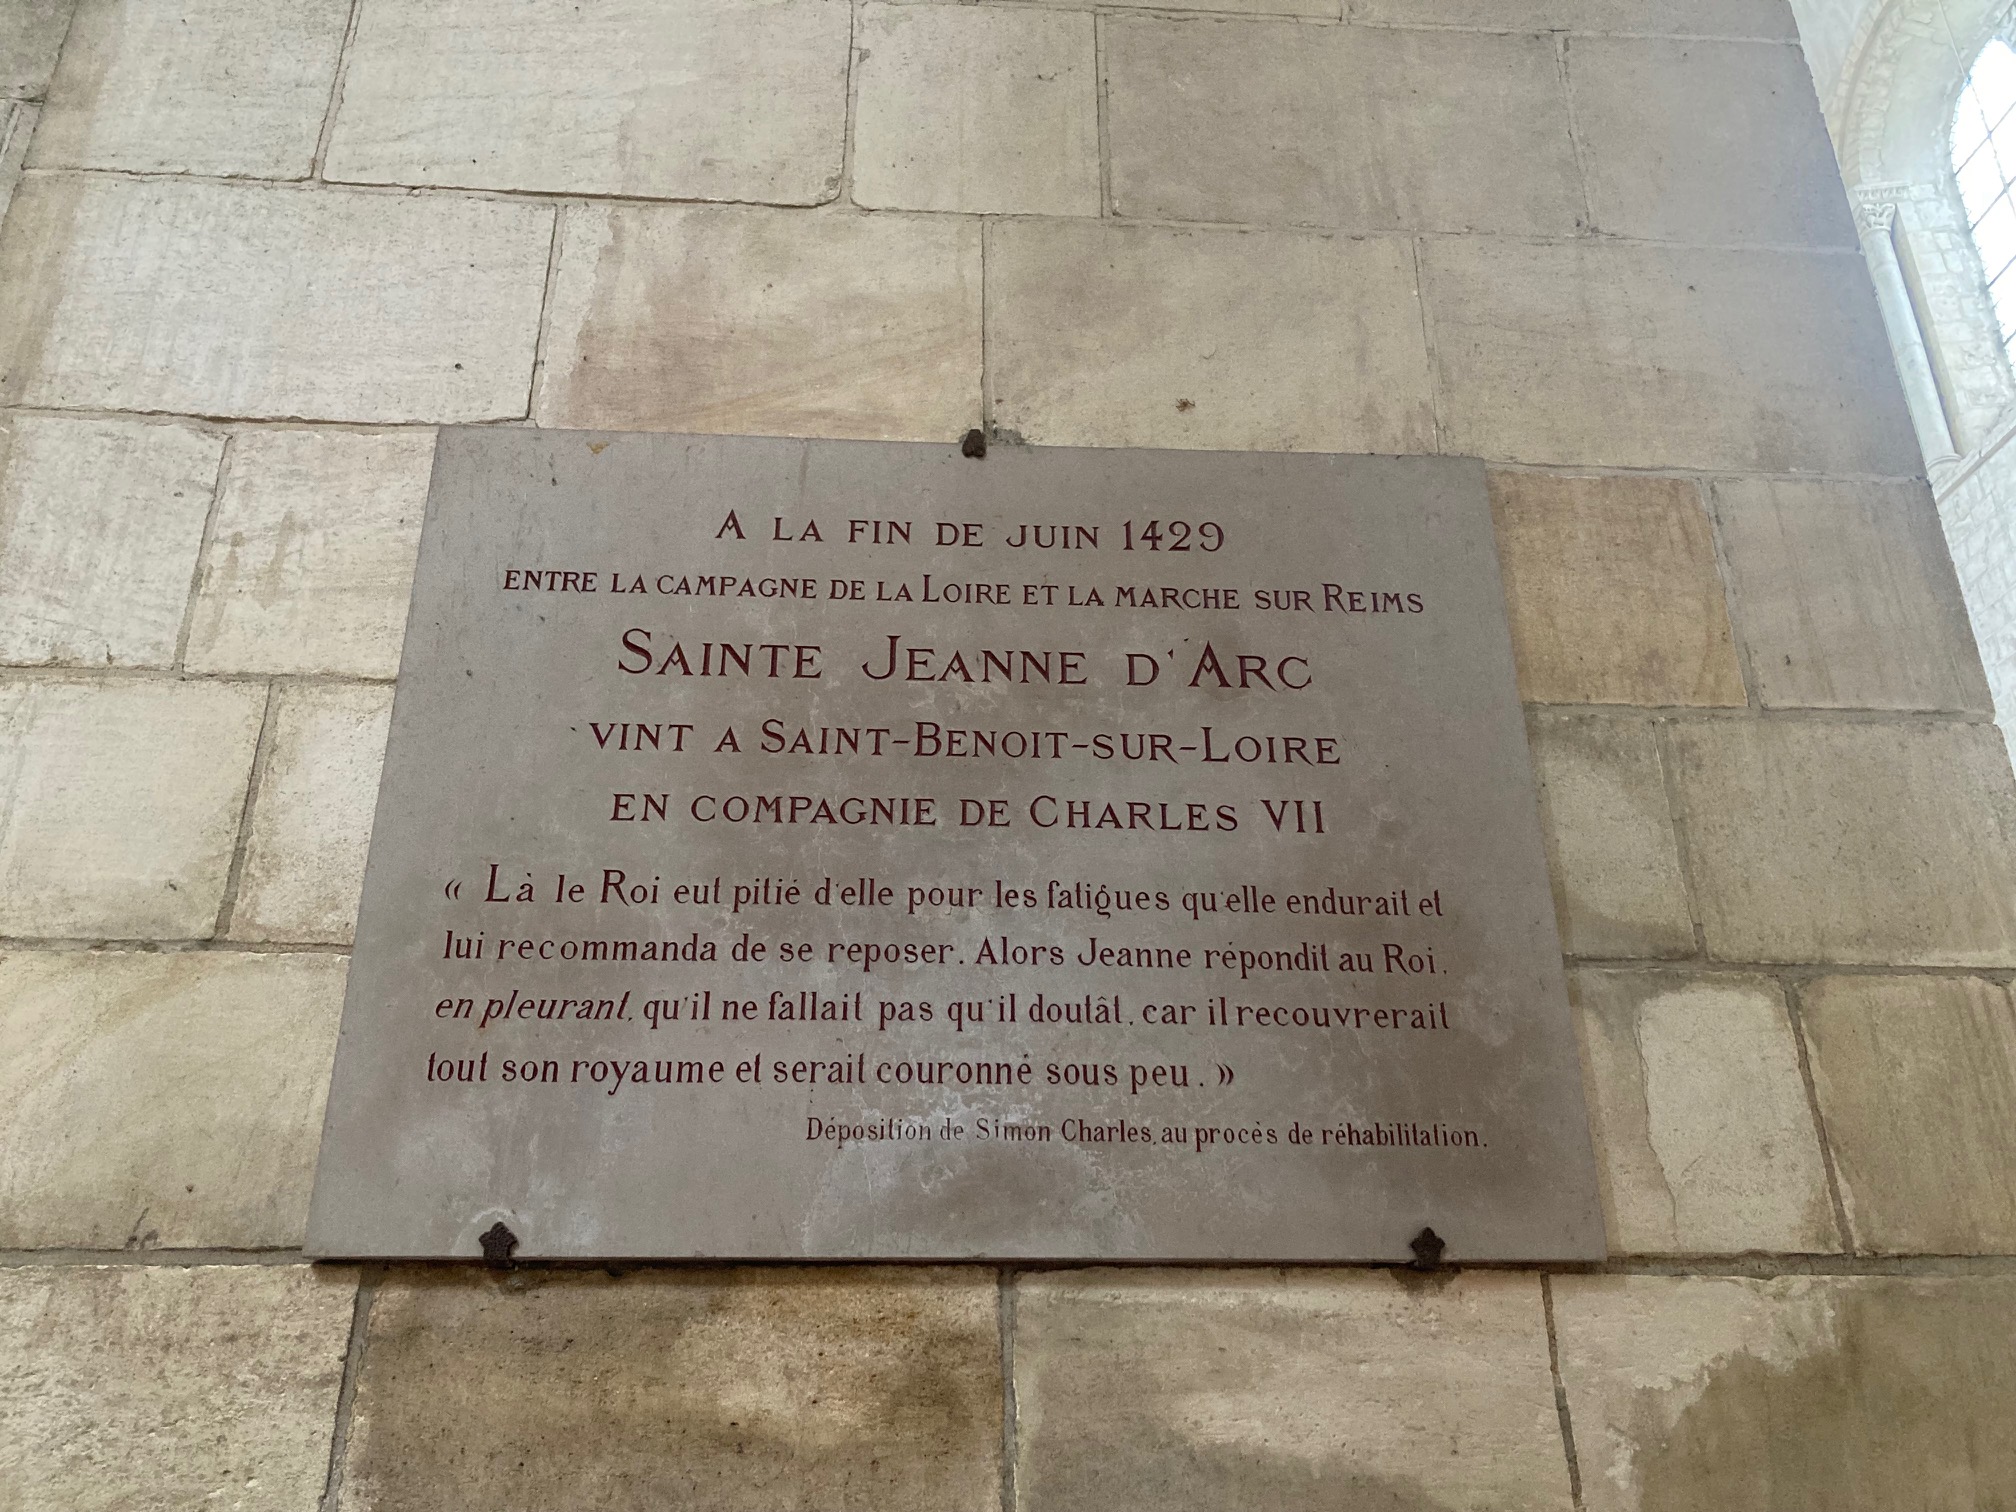 A LA FIN DE JUIN 1429
ENTRE LA CAMPAGNE DE LA LOIRE ET LA MARCHE SUR REIMS
SAINTE JEANNE D'ARC
VINT A SAINT-BENOIT-SUR-LOIRE
EN COMPAGNIE DE CHARLES VII
« Là le Roi eut pitié d'elle pour les fatigues qu'elle endurait et
lui recommanda de se reposer. Alors Jeanne répondit au Roi,
en pleurant, qu'il ne fallait pas qu'il doutât, car il recouvrerait
tout son royaume et serait couronné sous peu. »
Déposition de Simon Charles, au procès de réhabilitation.